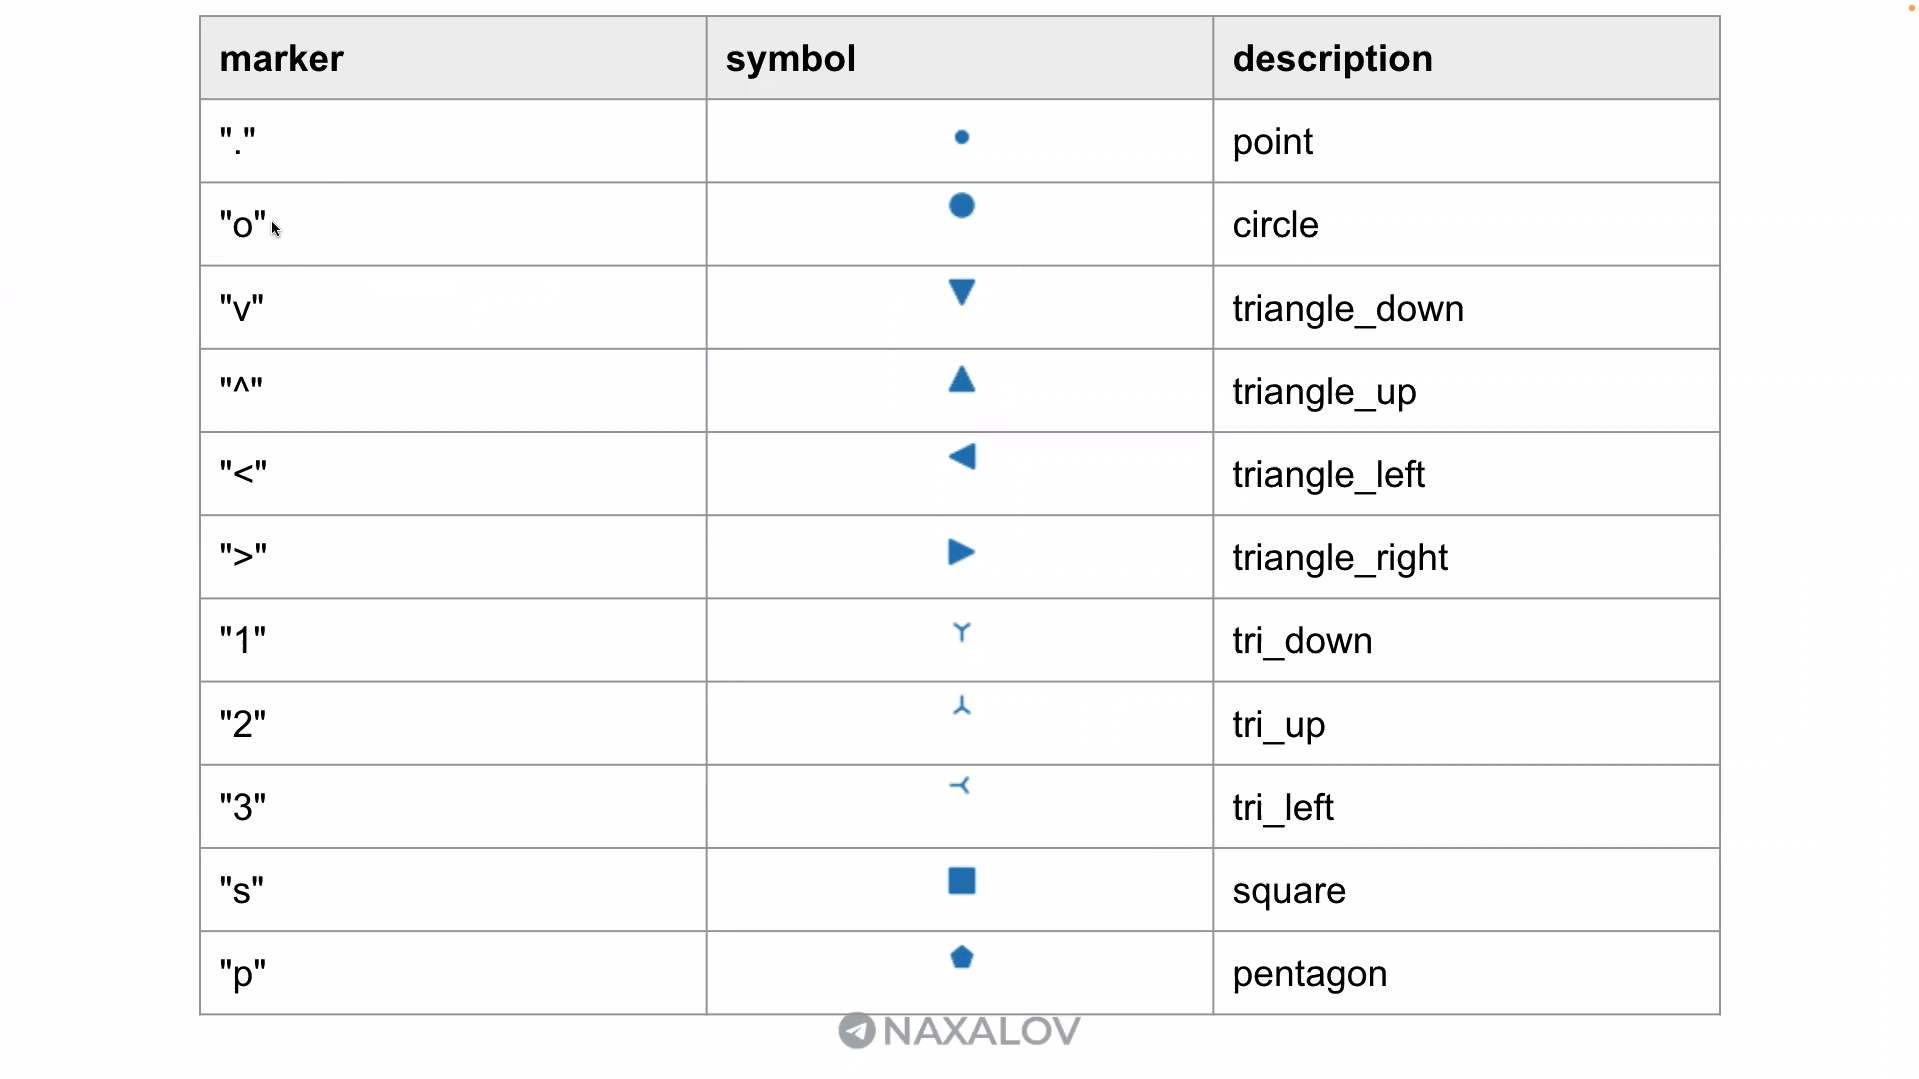 marker symbol description
"." point
"o" circle
"v" triangle_down
"^" triangle_up
"<" triangle_left
">" triangle_right
"1" tri_down
"2" tri_up
"3" tri_left
"s" square
"p" pentagon
NAXALOV